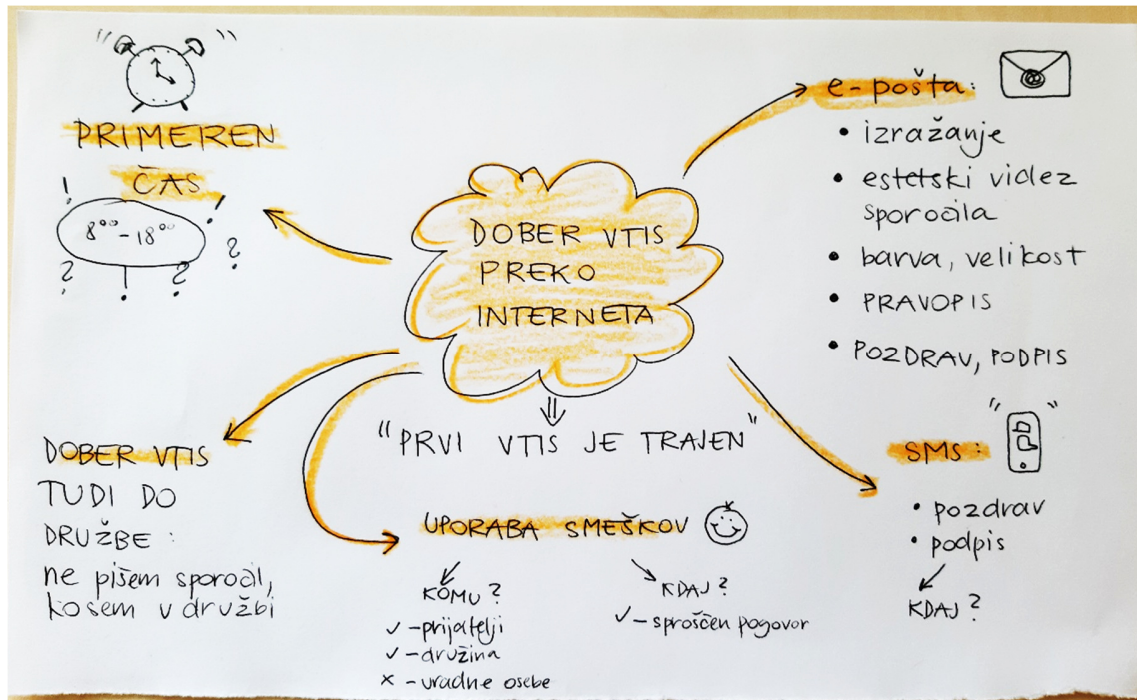 PRIMEREN
ČAS
! !
8°° - 18°°
? ! ? ?
DOBER VTIS
PREKO
INTERNETA
"PRVI VTIS JE TRAJEN"
e-pošta:
• izražanje
• estetski videz
sporočila
• barva, velikost
• PRAVOPIS
• POZDRAV, PODPIS
SMS:
• pozdrav
• podpis
KDAJ?
UPORABA SMEŠKOV
KOMU?
✓ - prijatelji
✓ - družina
× - uradne osebe
KDAJ?
✓ - sproščen pogovor
DOBER VTIS
TUDI DO
DRUŽBE:
ne pišem sporočil,
ko sem v družbi